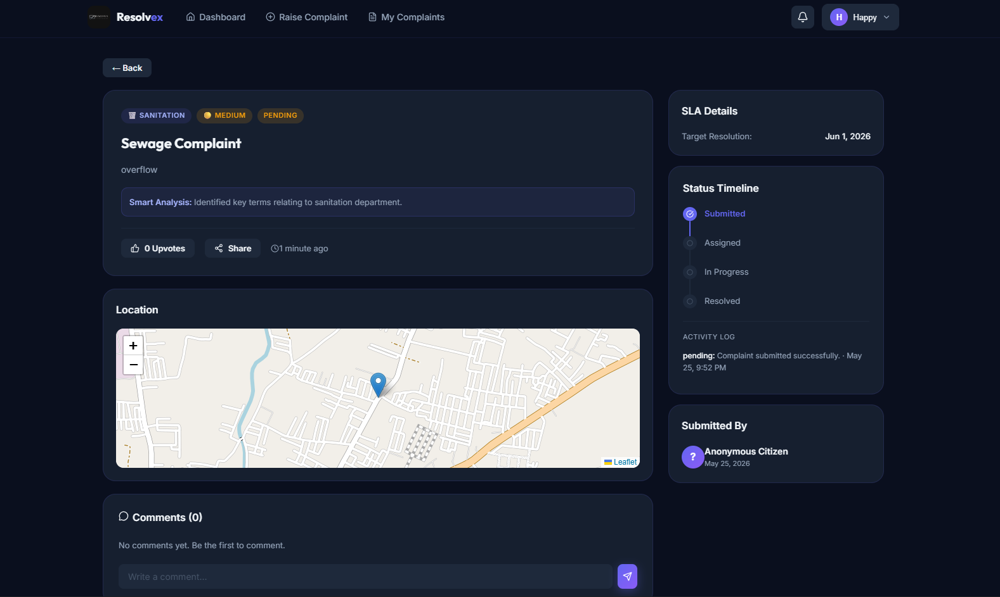 Resolvex
Dashboard
Raise Complaint
My Complaints
H
Happy
← Back
SANITATION
MEDIUM
PENDING
Sewage Complaint
overflow
Smart Analysis: Identified key terms relating to sanitation department.
0 Upvotes
Share
1 minute ago
Location
+
−
Leaflet
Comments (0)
No comments yet. Be the first to comment.
Write a comment...
SLA Details
Target Resolution:
Jun 1, 2026
Status Timeline
Submitted
Assigned
In Progress
Resolved
ACTIVITY LOG
pending: Complaint submitted successfully. · May
25, 9:52 PM
Submitted By
?
Anonymous Citizen
May 25, 2026